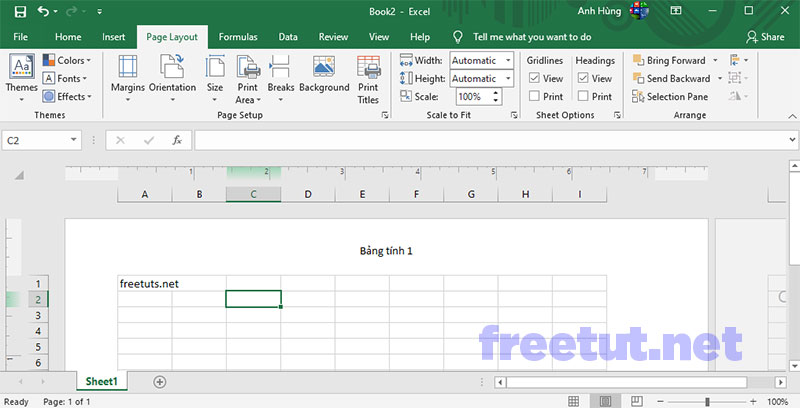 Book2 - Excel
Anh Hùng
File Home Insert Page Layout Formulas Data Review View Help Tell me what you want to do Share
Themes
Colors
Fonts
Effects
Themes
Margins Orientation Size Print Area Breaks Background Print Titles
Page Setup
Width: Automatic
Height: Automatic
Scale: 100%
Scale to Fit
Gridlines Headings
View View
Print Print
Sheet Options
Bring Forward
Send Backward
Selection Pane
Arrange
C2 fx
1 2 3 4 5 6 7
A B C D E F G H I
Bảng tính 1
1 freetuts.net
2
3
4
5
6
freetut.net
Sheet1
Ready Page: 1 of 1 100%